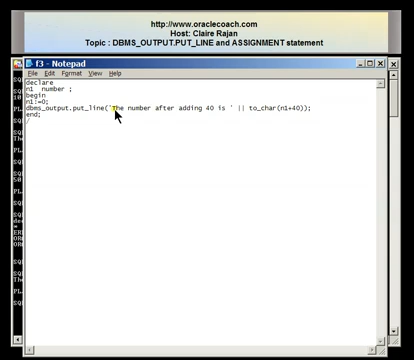 http://www.oraclecoach.com
Host: Claire Rajan
Topic : DBMS_OUTPUT.PUT_LINE and ASSIGNMENT statement
f3 - Notepad
File Edit Format View Help
declare
n1 number ;
begin
n1:=0;
dbms_output.put_line('The number after adding 40 is ' || to_char(n1+40));
end;
/